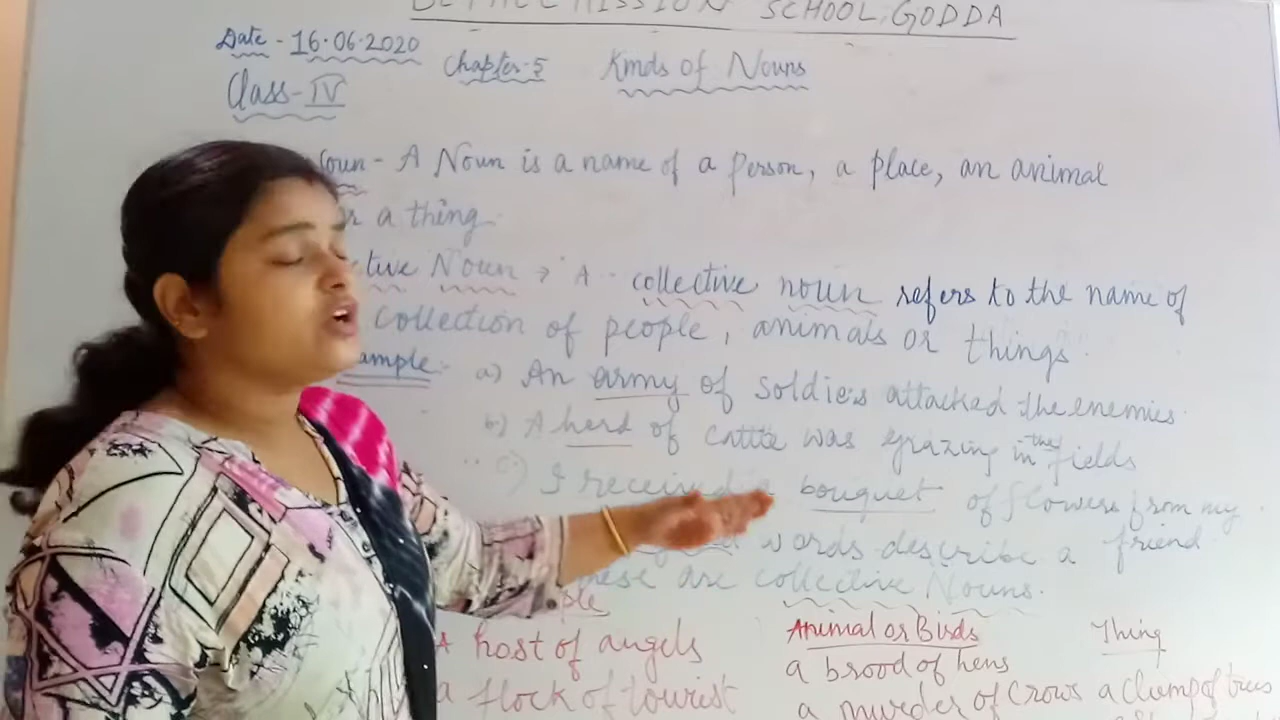 SCHOOL, GODDA
Date - 16.06.2020
Chapter-5 Kinds of Nouns
Class-IV
Noun - A Noun is a name of a person, a place, an animal
a thing.
Noun → A collective noun refers to the name of
collection of people, animals or things.
a) An army of soldiers attacked the enemies.
b) A herd of cattle was grazing in the fields
c) I received a bouquet of flowers from my
words describe a friend
are collective Nouns.
Animal or Birds Thing
A host of angels a brood of hens
a flock of tourist a murder of crows a clump of trees